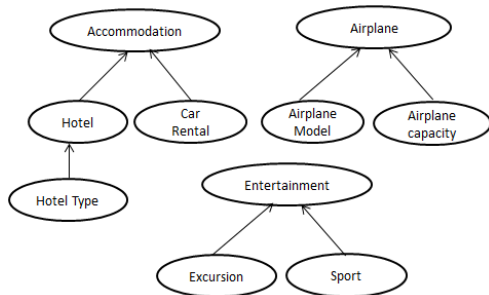 Accommodation
Airplane
Hotel
Car
Rental
Airplane
Model
Airplane
capacity
Hotel Type
Entertainment
Excursion
Sport